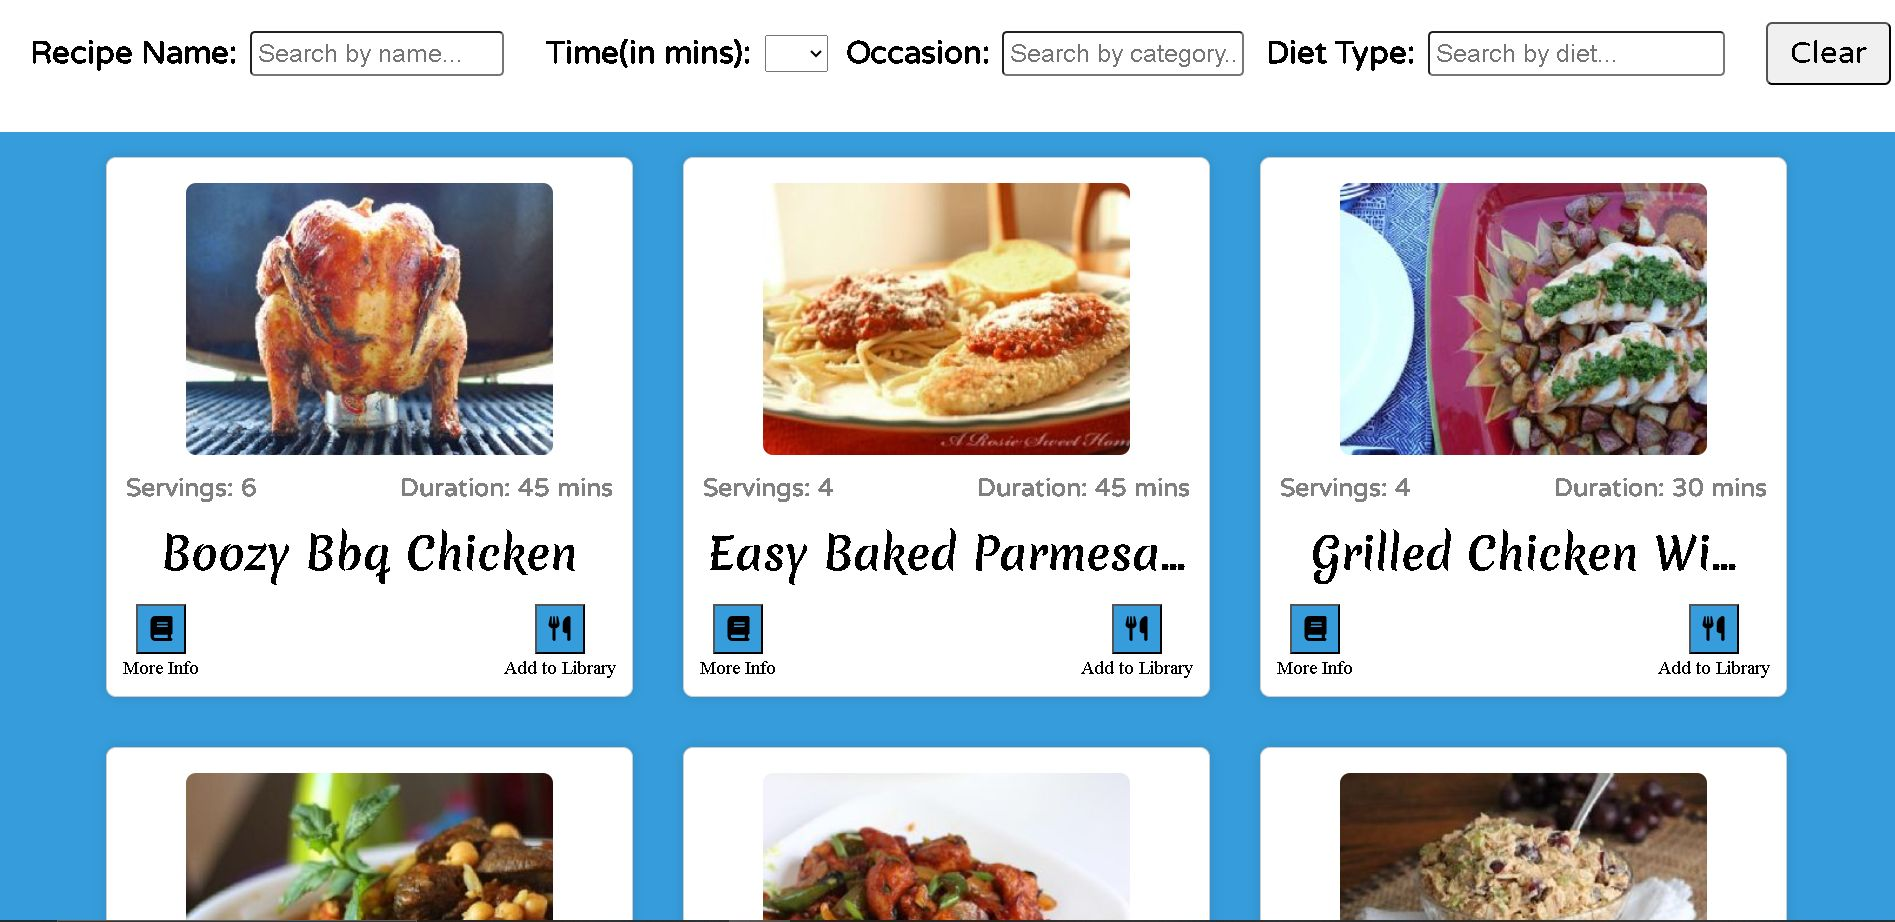 Recipe Name: Search by name... Time(in mins): Occasion: Search by category.. Diet Type: Search by diet... Clear
A Rosie Sweet Hom
Servings: 6 Duration: 45 mins
Boozy Bbq Chicken
More Info Add to Library
Servings: 4 Duration: 45 mins
Easy Baked Parmesa...
More Info Add to Library
Servings: 4 Duration: 30 mins
Grilled Chicken Wi...
More Info Add to Library